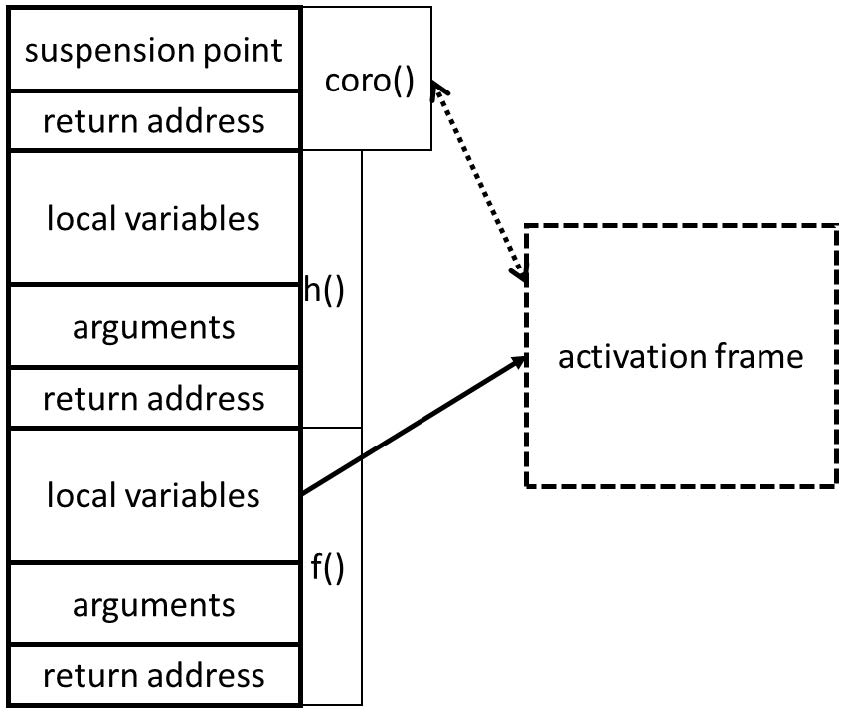 suspension point
coro()
return address
local variables
h()
arguments
return address
activation frame
local variables
f()
arguments
return address